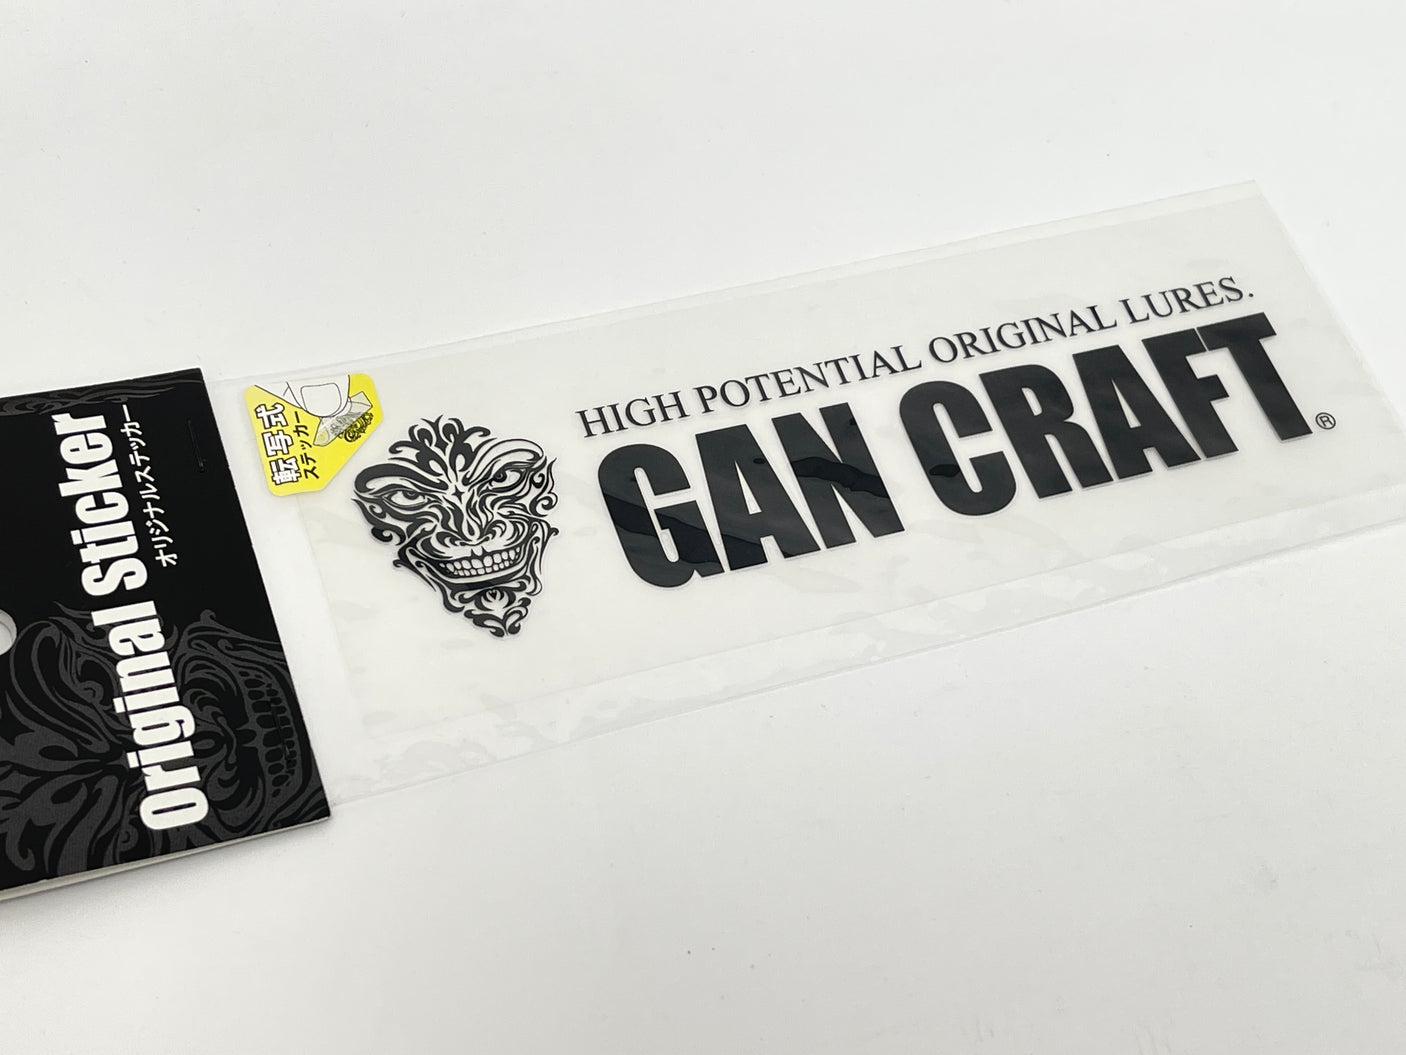 Original Sticker
オリジナルステッカー
転写式
ステッカー
HIGH POTENTIAL ORIGINAL LURES.
GAN CRAFT®